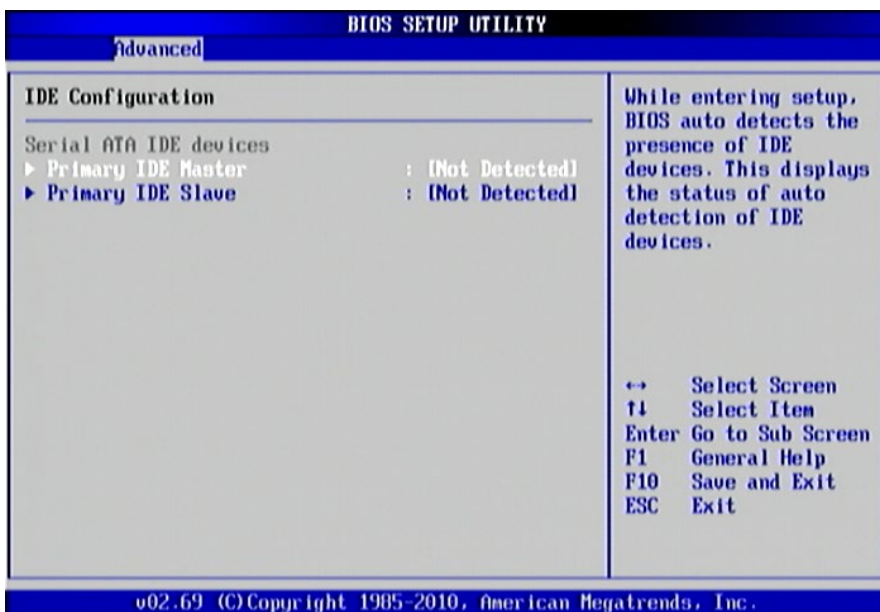 BIOS SETUP UTILITY
Advanced
IDE Configuration
Serial ATA IDE devices
▶ Primary IDE Master : [Not Detected]
▶ Primary IDE Slave : [Not Detected]
While entering setup,
BIOS auto detects the
presence of IDE
devices. This displays
the status of auto
detection of IDE
devices.
↔ Select Screen
↑↓ Select Item
Enter Go to Sub Screen
F1 General Help
F10 Save and Exit
ESC Exit
v02.69 (C)Copyright 1985-2010, American Megatrends, Inc.